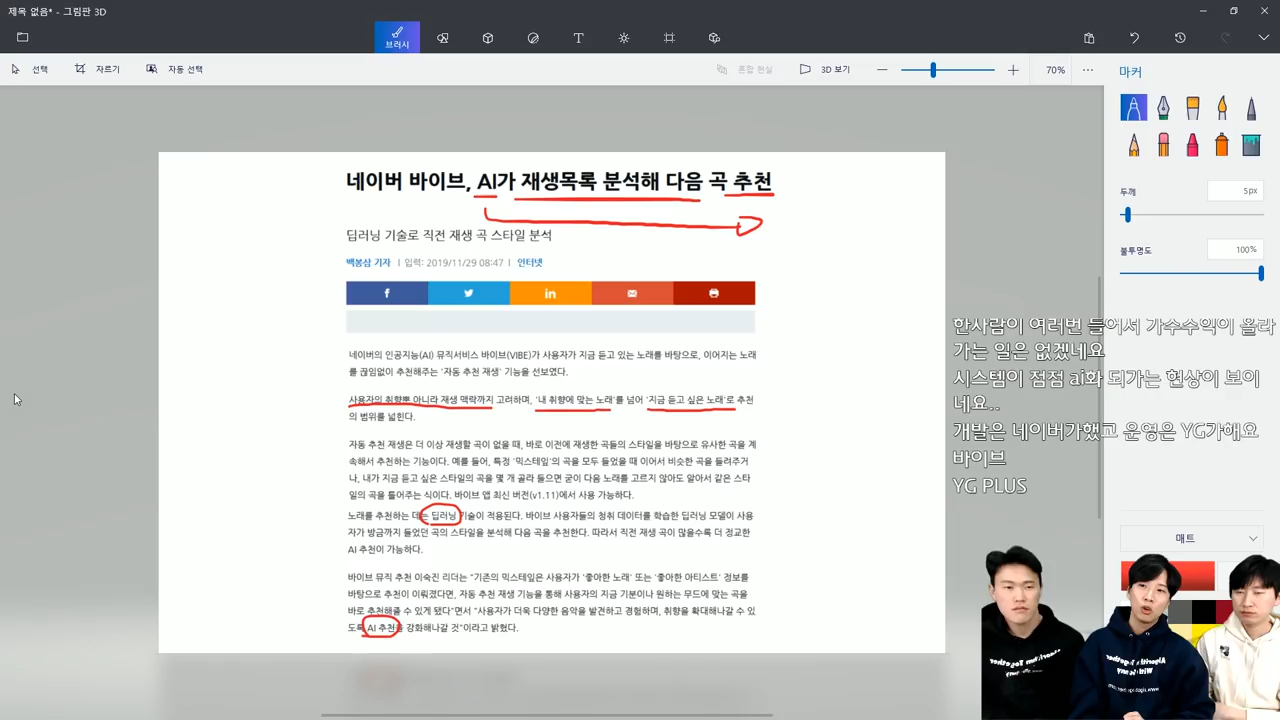 제목 없음* - 그림판 3D
브러시
선택
자르기
자동 선택
혼합 현실
3D 보기
70%
마커
두께
5px
불투명도
100%
매트
네이버 바이브, AI가 재생목록 분석해 다음 곡 추천
딥러닝 기술로 직전 재생 곡 스타일 분석
백봉삼 기자 | 입력: 2019/11/29 08:47 | 인터넷
네이버의 인공지능(AI) 뮤직서비스 바이브(VIBE)가 사용자가 지금 듣고 있는 노래를 바탕으로, 이어지는 노래
를 끊임없이 추천해주는 '자동 추천 재생' 기능을 선보였다.
사용자의 취향뿐 아니라 재생 맥락까지 고려하며, '내 취향에 맞는 노래'를 넘어 '지금 듣고 싶은 노래'로 추천
의 범위를 넓힌다.
자동 추천 재생은 더 이상 재생할 곡이 없을 때, 바로 이전에 재생한 곡들의 스타일을 바탕으로 유사한 곡을 계
속해서 추천하는 기능이다. 예를 들어, 특정 '믹스테잎'의 곡을 모두 들었을 때 이어서 비슷한 곡을 들려주거
나, 내가 지금 듣고 싶은 스타일의 곡을 몇 개 골라 들으면 굳이 다음 노래를 고르지 않아도 알아서 같은 스타
일의 곡을 틀어주는 식이다. 바이브 앱 최신 버전(v1.11)에서 사용 가능하다.
노래를 추천하는 데는 딥러닝 기술이 적용된다. 바이브 사용자들의 청취 데이터를 학습한 딥러닝 모델이 사용
자가 방금까지 들었던 곡의 스타일을 분석해 다음 곡을 추천한다. 따라서 직전 재생 곡이 많을수록 더 정교한
AI 추천이 가능하다.
바이브 뮤직 추천 이숙진 리더는 "기존의 믹스테잎은 사용자가 '좋아한 노래' 또는 '좋아한 아티스트' 정보를
바탕으로 추천이 이뤄졌다면, 자동 추천 재생 기능을 통해 사용자의 지금 기분이나 원하는 무드에 맞는 곡을
바로 추천해줄 수 있게 됐다"면서 "사용자가 더욱 다양한 음악을 발견하고 경험하며, 취향을 확대해나갈 수 있
도록 AI 추천을 강화해나갈 것"이라고 밝혔다.
한사람이 여러번 들어서 가수수익이 올라
가는 일은 없겠네요
시스템이 점점 ai화 되가는 현상이 보이
네요..
개발은 네이버가했고 운영은 YG가해요
바이브
YG PLUS